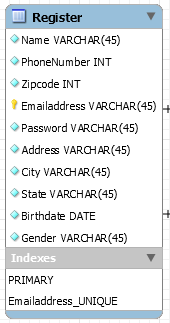 Register
Name VARCHAR(45)
PhoneNumber INT
Zipcode INT
Emailaddress VARCHAR(45)
Password VARCHAR(45)
Address VARCHAR(45)
City VARCHAR(45)
State VARCHAR(45)
Birthdate DATE
Gender VARCHAR(45)
Indexes
PRIMARY
Emailaddress_UNIQUE